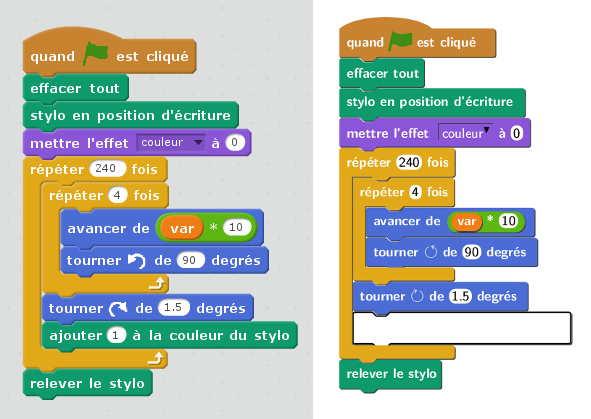 quand est cliqué
effacer tout
stylo en position d'écriture
mettre l'effet couleur à 0
répéter 240 fois
répéter 4 fois
avancer de var * 10
tourner de 90 degrés
tourner de 1.5 degrés
ajouter 1 à la couleur du stylo
relever le stylo
quand est cliqué
effacer tout
stylo en position d'écriture
mettre l'effet couleur à 0
répéter 240 fois
répéter 4 fois
avancer de var * 10
tourner de 90 degrés
tourner de 1.5 degrés
relever le stylo